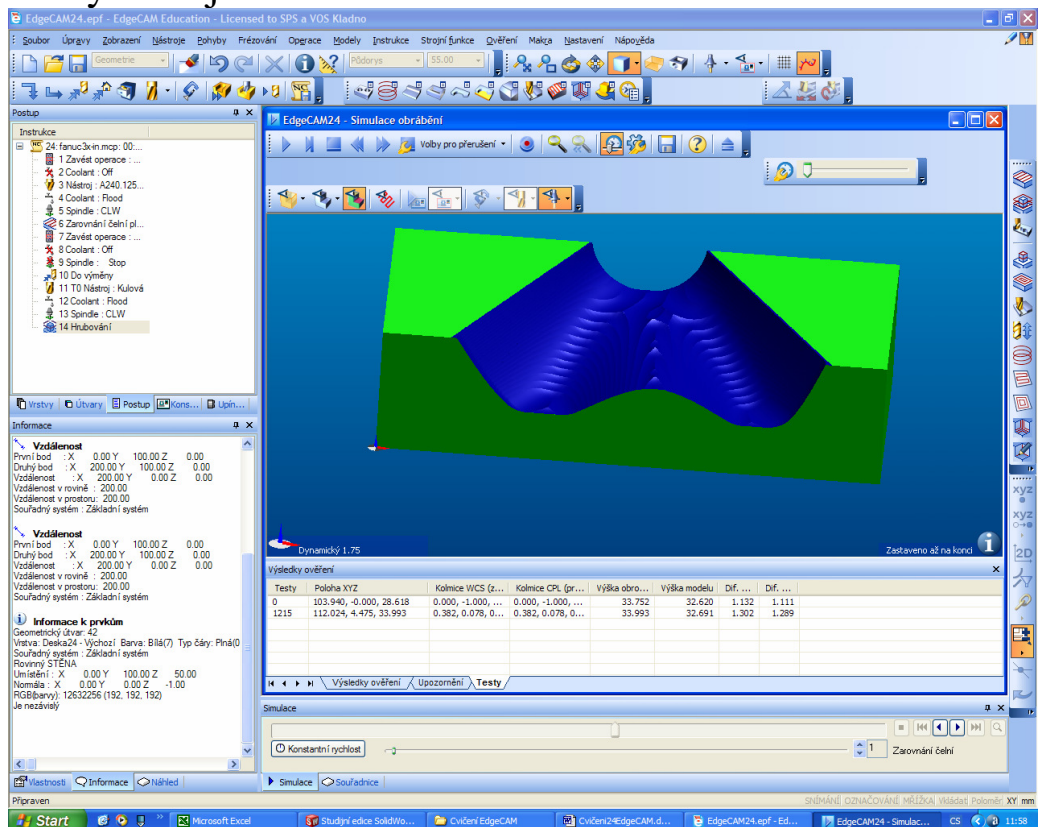 EdgeCAM24.epf - EdgeCAM Education - Licensed to SPS a VOS Kladno
Soubor Úpravy Zobrazení Nástroje Pohyby Frézování Operace Modely Instrukce Strojní funkce Ověření Makra Nastavení Nápověda
Geometrie Půdorys 55.00
Postup
Instrukce
24: fanuc3x-in.mcp: 00:...
1 Zavést operace : ...
2 Coolant : Off
3 Nástroj : A240.125...
4 Coolant : Flood
5 Spindle : CLW
6 Zarovnání čelní pl...
7 Zavést operace : ...
8 Coolant : Off
9 Spindle : Stop
10 Do výměny
11 T0 Nástroj : Kulová
12 Coolant : Flood
13 Spindle : CLW
14 Hrubování
Vrstvy Útvary Postup Kons... Upín...
Informace
Vzdálenost
První bod : X 0.00 Y 100.00 Z 0.00
Druhý bod : X 200.00 Y 100.00 Z 0.00
Vzdálenost : X 200.00 Y 0.00 Z 0.00
Vzdálenost v rovině : 200.00
Vzdálenost v prostoru: 200.00
Souřadný systém : Základní systém
Vzdálenost
První bod : X 0.00 Y 100.00 Z 0.00
Druhý bod : X 200.00 Y 100.00 Z 0.00
Vzdálenost : X 200.00 Y 0.00 Z 0.00
Vzdálenost v rovině : 200.00
Vzdálenost v prostoru: 200.00
Souřadný systém : Základní systém
Informace k prvkům
Geometrický útvar: 42
Vrstva: Deska24 - Výchozí Barva: Bílá(7) Typ čáry: Plná(0
Souřadný systém : Základní systém
Rovinný STĚNA
Umístění : X 0.00 Y 100.00 Z 50.00
Normála : X 0.00 Y 0.00 Z -1.00
RGB(barvy): 12632256 (192, 192, 192)
Je nezávislý
Vlastnosti Informace Náhled
EdgeCAM24 - Simulace obrábění
Volby pro přerušení
Dynamický 1.75
Zastaveno až na konci
Výsledky ověření
Testy Poloha XYZ Kolmice WCS (z... Kolmice CPL (pr... Výška obro... Výška modelu Dif. ... Dif. ...
0 103.940, -0.000, 28.618 0.000, -1.000, ... 0.000, -1.000, ... 33.752 32.620 1.132 1.111
1215 112.024, 4.475, 33.993 0.382, 0.078, 0... 0.382, 0.078, 0... 33.993 32.691 1.302 1.289
Výsledky ověření Upozornění Testy
Simulace
Konstantní rychlost 1 Zarovnání čelní
Simulace Souřadnice
xyz
xyz
2D
Připraven
SNÍMÁNÍ OZNAČOVÁNÍ MŘÍŽKA Vkládat Poloměr XY mm
Start Microsoft Excel Studijní edice SolidWo... Cvičení EdgeCAM Cvičení24EdgeCAM.d... EdgeCAM24.epf - Ed... EdgeCAM24 - Simulac... CS 11:58